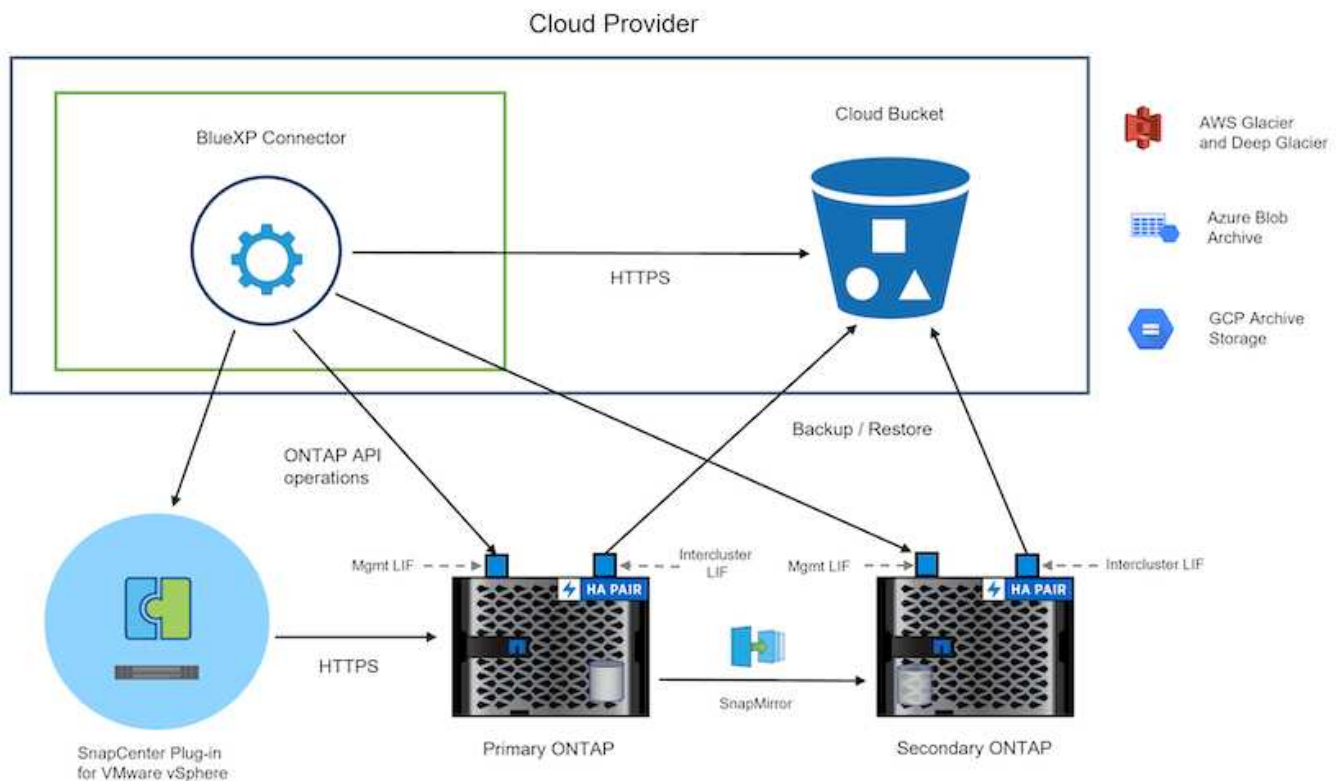 Cloud Provider
BlueXP Connector
Cloud Bucket
AWS Glacier
and Deep Glacier
HTTPS
Azure Blob
Archive
GCP Archive
Storage
Backup / Restore
ONTAP API
operations
Mgmt LIF
Intercluster
LIF
Mgmt LIF
Intercluster LIF
HA PAIR
HA PAIR
HTTPS
SnapMirror
SnapCenter Plug-in
for VMware vSphere
Primary ONTAP
Secondary ONTAP